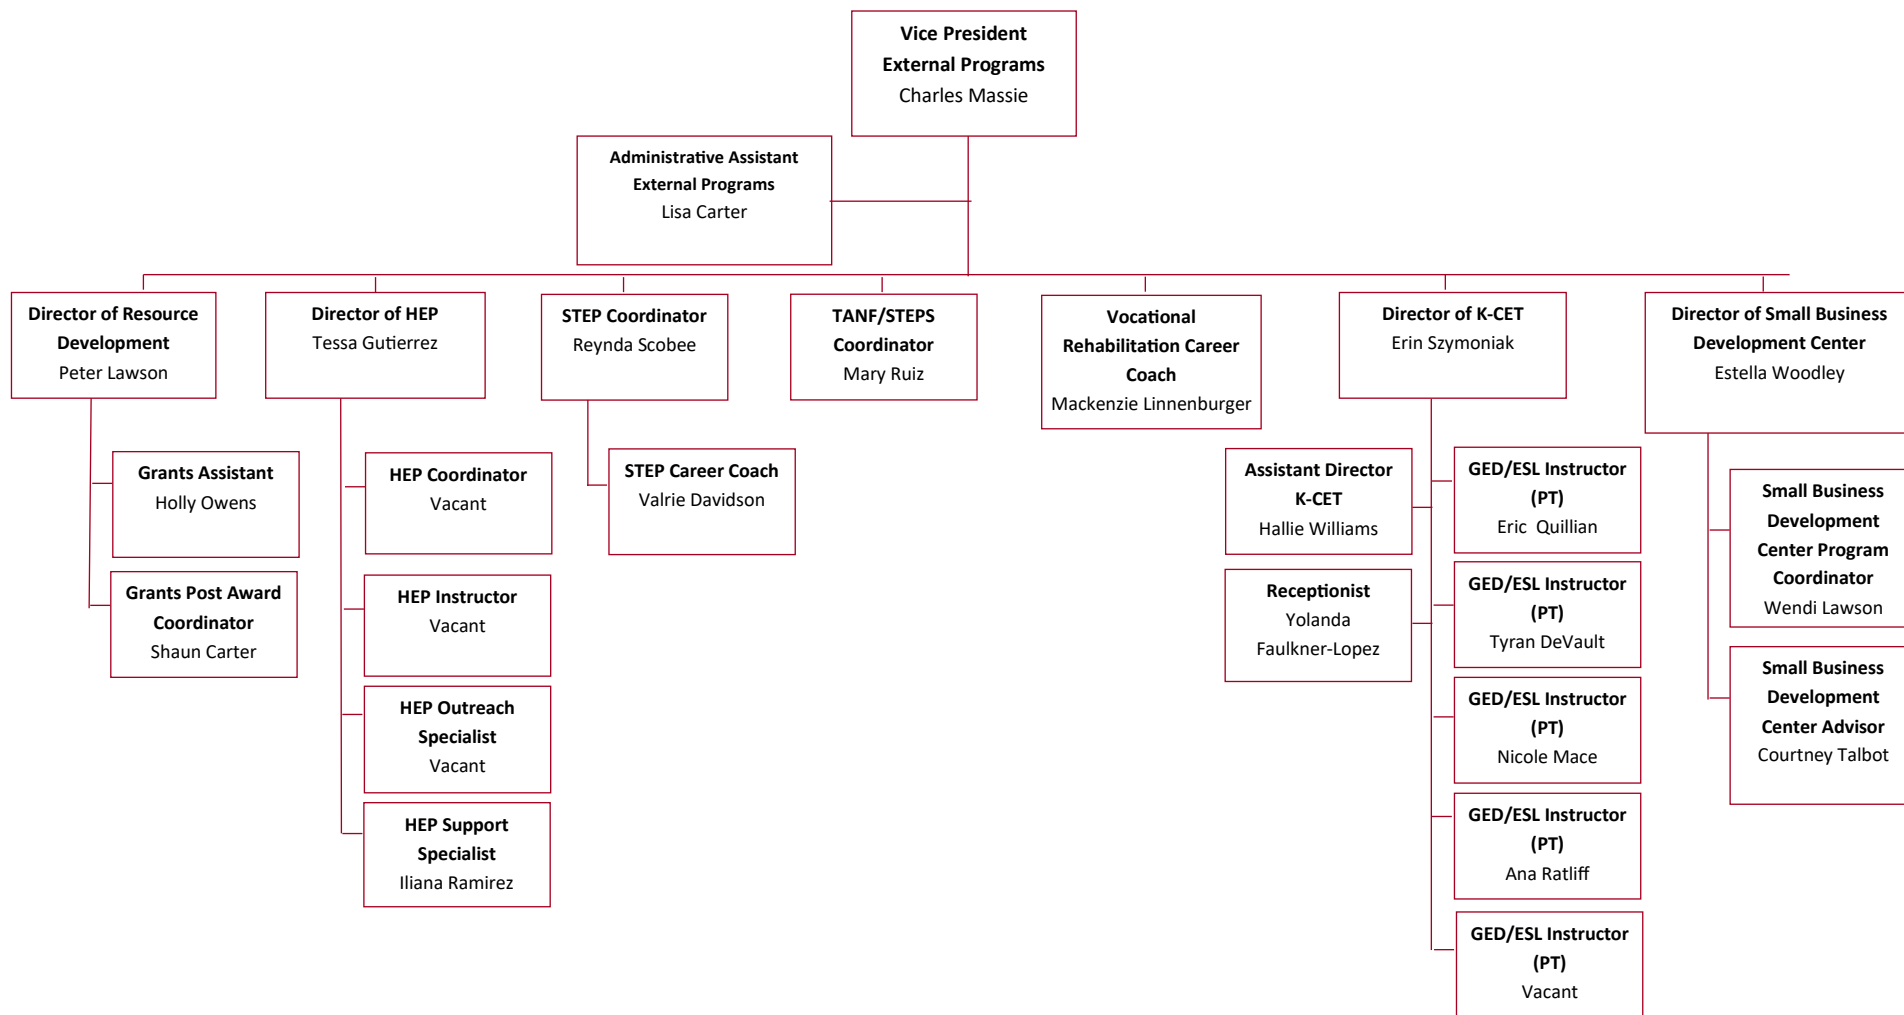 Vice President
External Programs
Charles Massie
Administrative Assistant
External Programs
Lisa Carter
Director of Resource
Development
Peter Lawson
Director of HEP
Tessa Gutierrez
STEP Coordinator
Reynda Scobee
TANF/STEPS
Coordinator
Mary Ruiz
Vocational
Rehabilitation Career
Coach
Mackenzie Linnenburger
Director of K-CET
Erin Szymoniak
Director of Small Business
Development Center
Estella Woodley
Grants Assistant
Holly Owens
Grants Post Award
Coordinator
Shaun Carter
HEP Coordinator
Vacant
HEP Instructor
Vacant
HEP Outreach
Specialist
Vacant
HEP Support
Specialist
Iliana Ramirez
STEP Career Coach
Valrie Davidson
Assistant Director
K-CET
Hallie Williams
Receptionist
Yolanda
Faulkner-Lopez
GED/ESL Instructor
(PT)
Eric  Quillian
GED/ESL Instructor
(PT)
Tyran DeVault
GED/ESL Instructor
(PT)
Nicole Mace
GED/ESL Instructor
(PT)
Ana Ratliff
GED/ESL Instructor
(PT)
Vacant
Small Business
Development
Center Program
Coordinator
Wendi Lawson
Small Business
Development
Center Advisor
Courtney Talbot